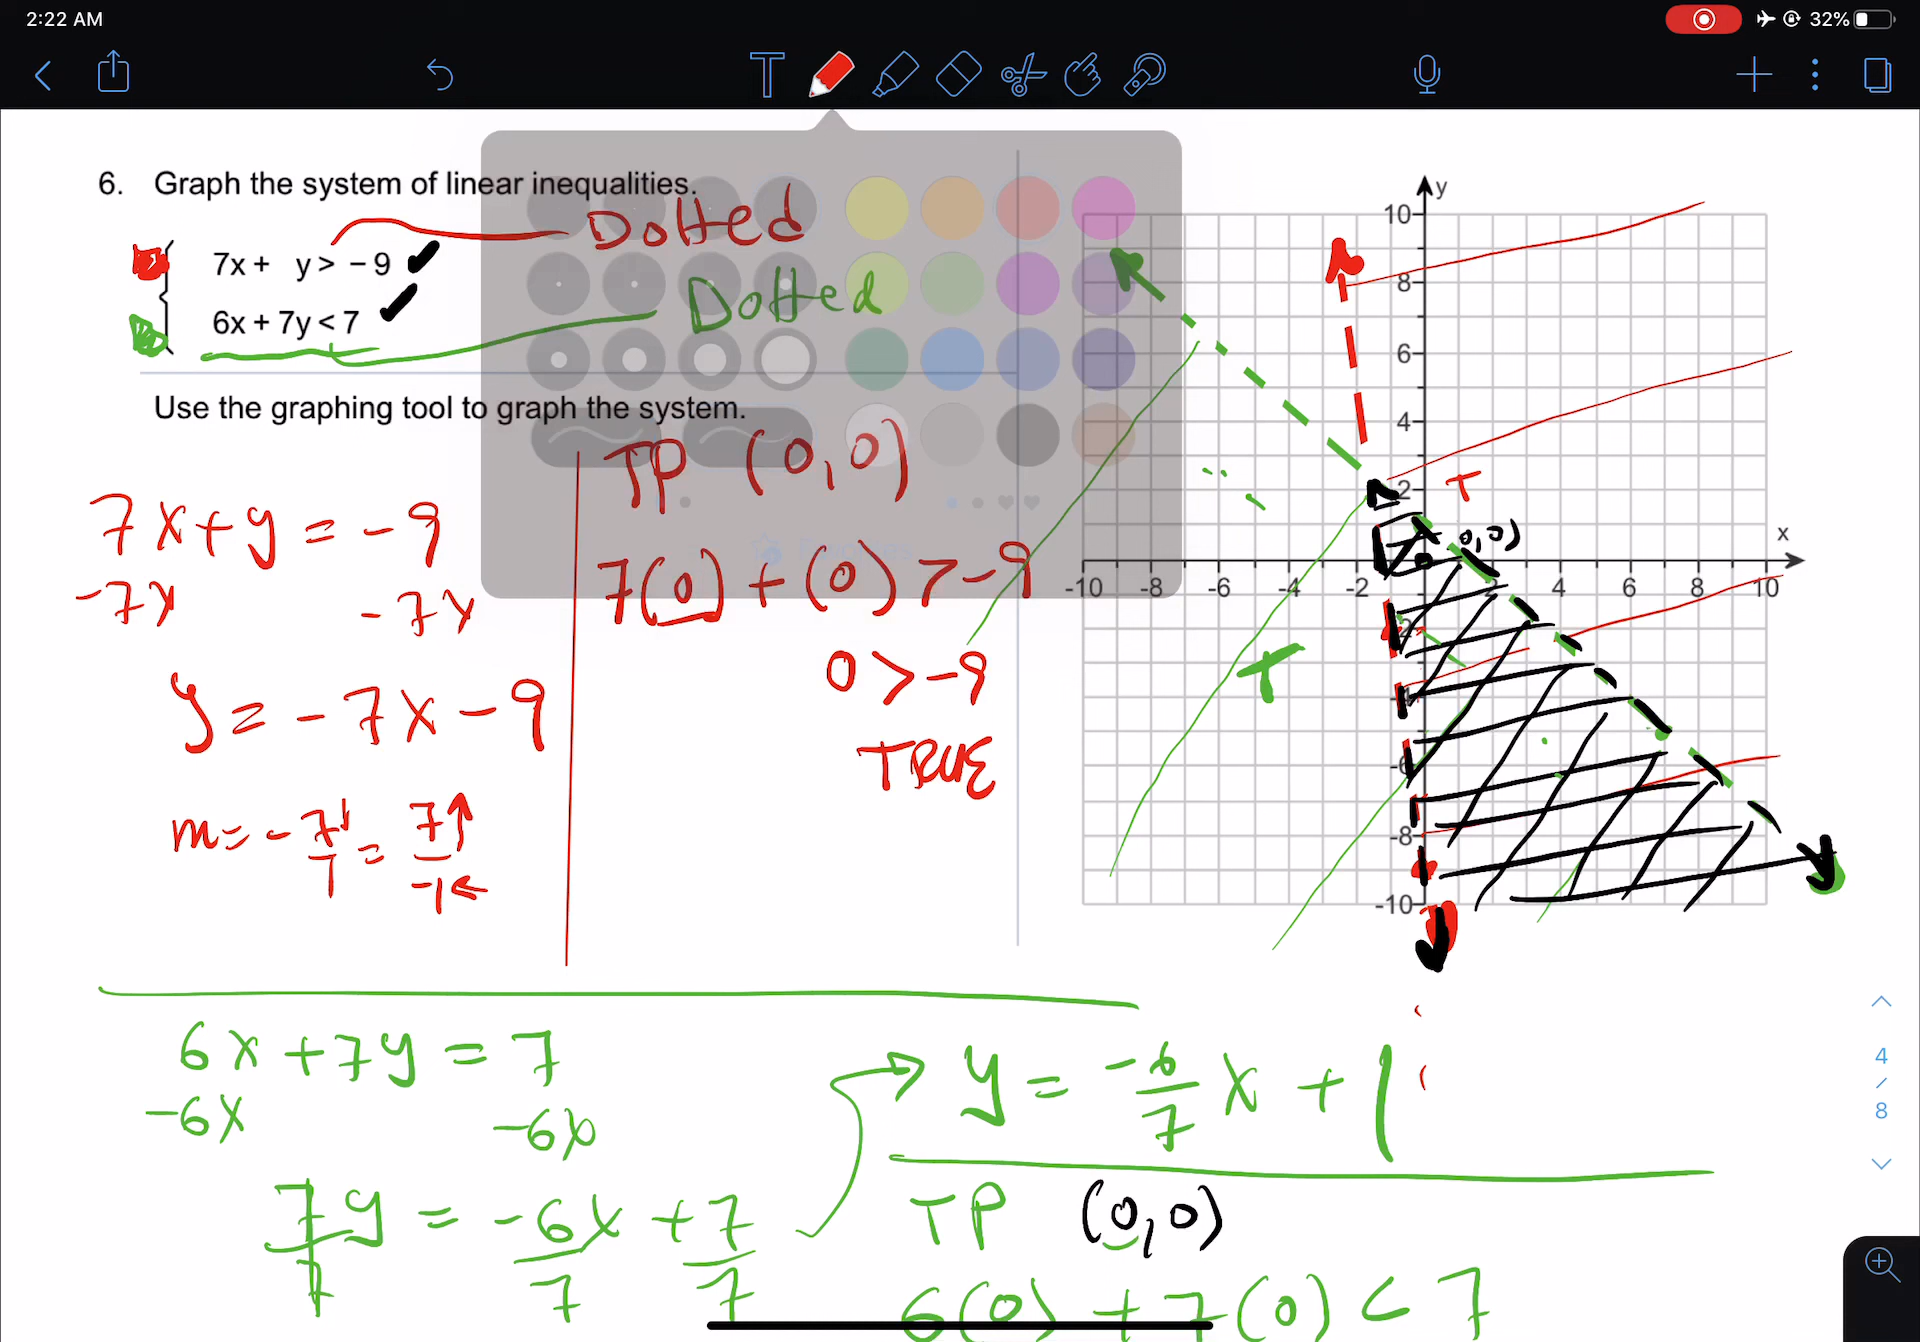 2:22 AM
32%
6. Graph the system of linear inequalities.
Dotted
7x + y > − 9
Dotted
6x + 7y < 7
Use the graphing tool to graph the system.
TP (0,0)
7x + y = -9
-7x -7x
7(0) + (0) > -9
y = -7x - 9
0 > -9
TRUE
m = -7/1 = 7/-1
y
10
8
6
4
2
T
(0,0)
x
-10 -8 -6 -4 -2 2 4 6 8 10
T
-6
-8
-10
6x + 7y = 7
-6x -6x
y = -6/7 x + 1
7y/7 = -6x/7 + 7/7
TP (0,0)
6(0) + 7(0) < 7
4
/
8